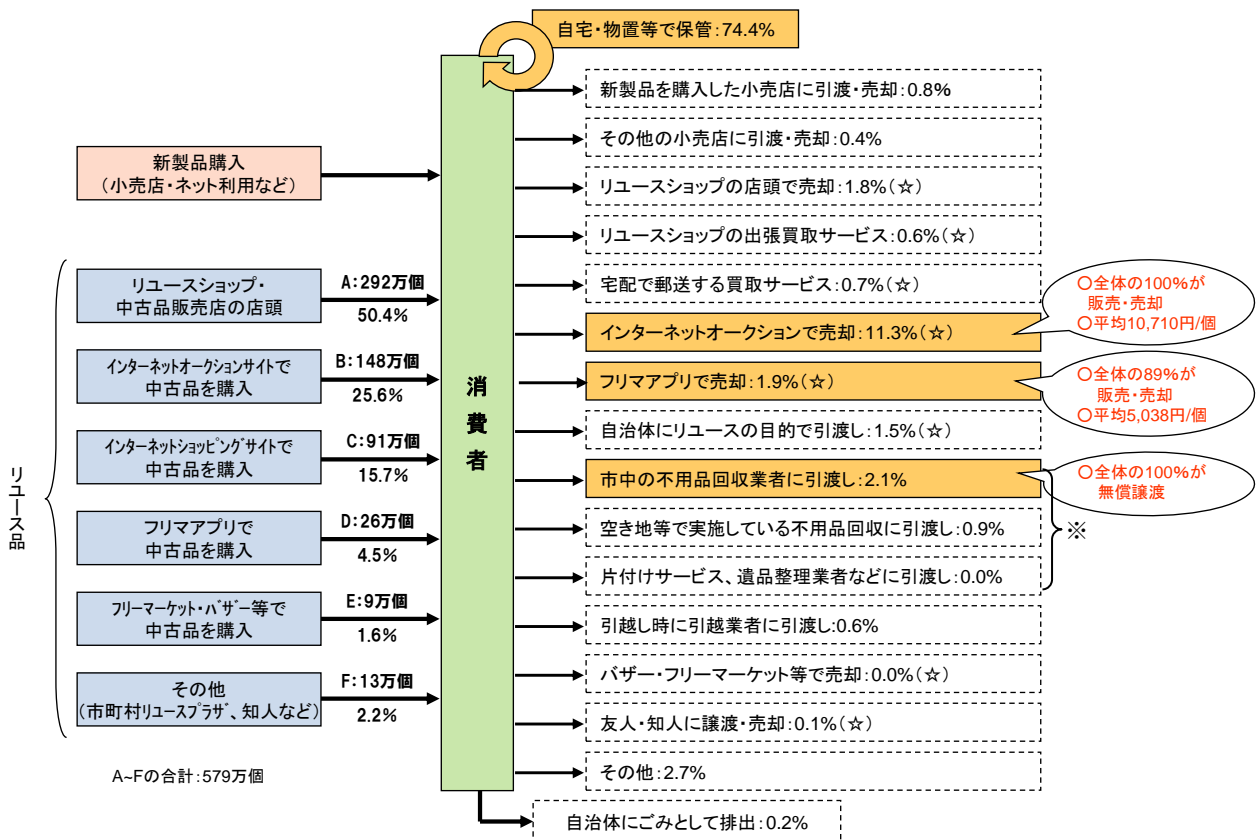 自宅・物置等で保管:74.4%
新製品購入
(小売店・ネット利用など)
リユース品
リユースショップ・
中古品販売店の店頭
A:292万個
50.4%
インターネットオークションサイトで
中古品を購入
B:148万個
25.6%
インターネットショッピングサイトで
中古品を購入
C:91万個
15.7%
フリマアプリで
中古品を購入
D:26万個
4.5%
フリーマーケット・バザー等で
中古品を購入
E:9万個
1.6%
その他
(市町村リユースプラザ、知人など)
F:13万個
2.2%
A~Fの合計:579万個
消費者
新製品を購入した小売店に引渡・売却:0.8%
その他の小売店に引渡・売却:0.4%
リユースショップの店頭で売却:1.8%(☆)
リユースショップの出張買取サービス:0.6%(☆)
宅配で郵送する買取サービス:0.7%(☆)
インターネットオークションで売却:11.3%(☆)
○全体の100%が
販売・売却
○平均10,710円/個
フリマアプリで売却:1.9%(☆)
○全体の89%が
販売・売却
○平均5,038円/個
自治体にリユースの目的で引渡し:1.5%(☆)
市中の不用品回収業者に引渡し:2.1%
○全体の100%が
無償譲渡
空き地等で実施している不用品回収に引渡し:0.9%
※
片付けサービス、遺品整理業者などに引渡し:0.0%
引越し時に引越業者に引渡し:0.6%
バザー・フリーマーケット等で売却:0.0%(☆)
友人・知人に譲渡・売却:0.1%(☆)
その他:2.7%
自治体にごみとして排出:0.2%